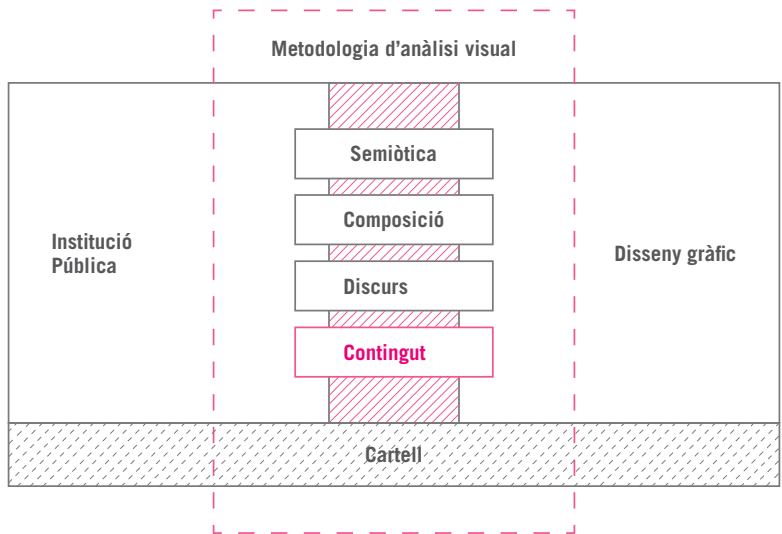 Metodologia d’anàlisi visual
Semiòtica
Composició
Institució
Pública
Disseny gràfic
Discurs
Contingut
Cartell